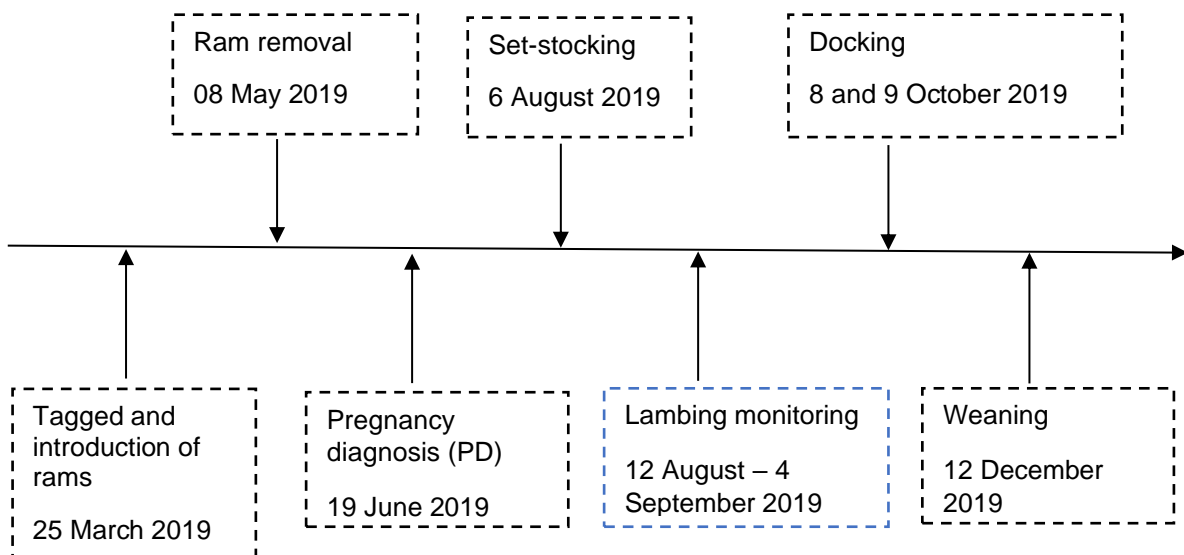 Ram removal
08 May 2019
Set-stocking
6 August 2019
Docking
8 and 9 October 2019
Tagged and
introduction of
rams
25 March 2019
Pregnancy
diagnosis (PD)
19 June 2019
Lambing monitoring
12 August – 4
September 2019
Weaning
12 December
2019